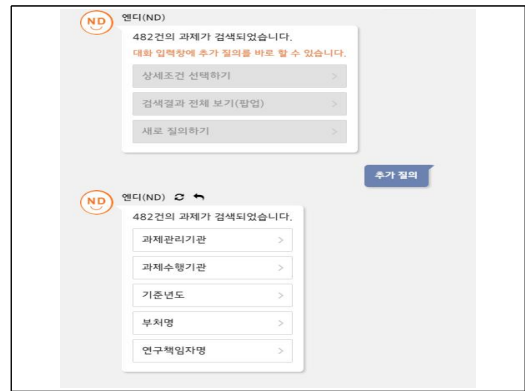 ND
엔디(ND)
482건의 과제가 검색되었습니다.
대화 입력창에 추가 질의를 바로 할 수 있습니다.
상세조건 선택하기
검색결과 전체 보기(팝업)
새로 질의하기
추가 질의
ND
엔디(ND)
482건의 과제가 검색되었습니다.
과제관리기관
과제수행기관
기준년도
부처명
연구책임자명